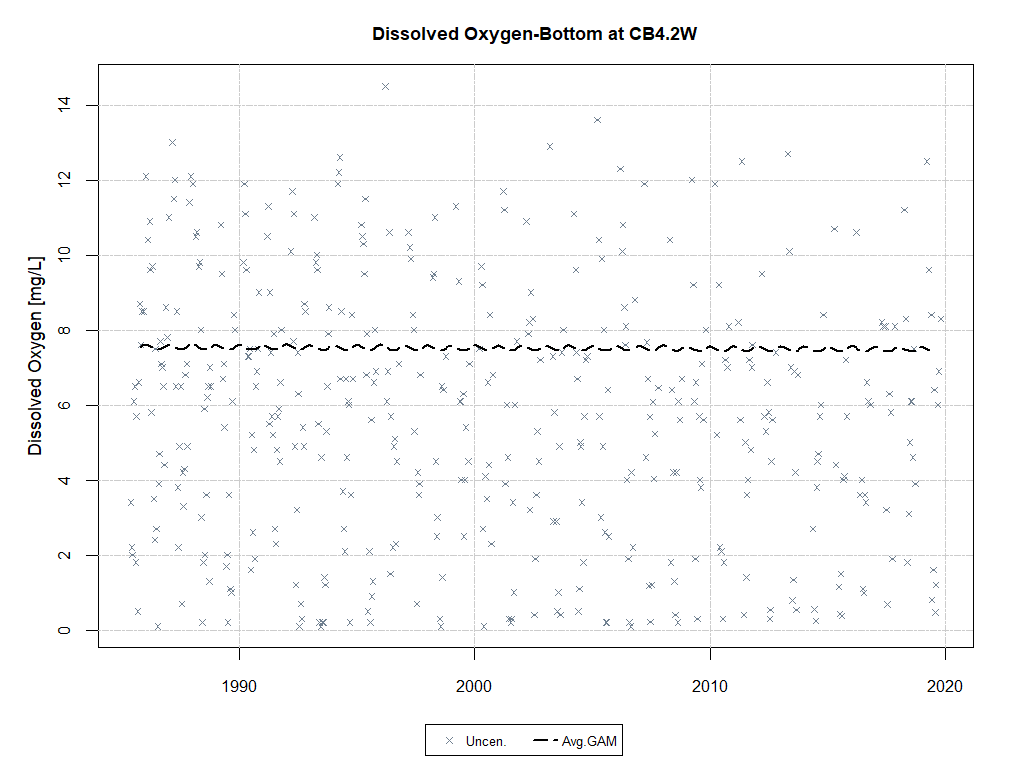 Dissolved Oxygen-Bottom at CB4.2W
Dissolved Oxygen [mg/L]
14
12
10
8
6
4
2
0
1990 2000 2010 2020
Uncen. Avg.GAM